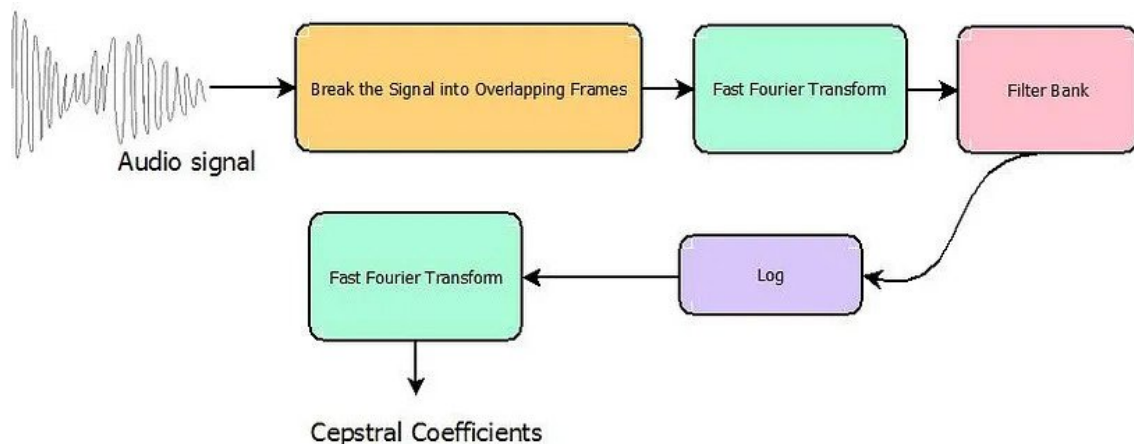 Break the Signal into Overlapping Frames
Fast Fourier Transform
Filter Bank
Audio signal
Fast Fourier Transform
Log
Cepstral Coefficients